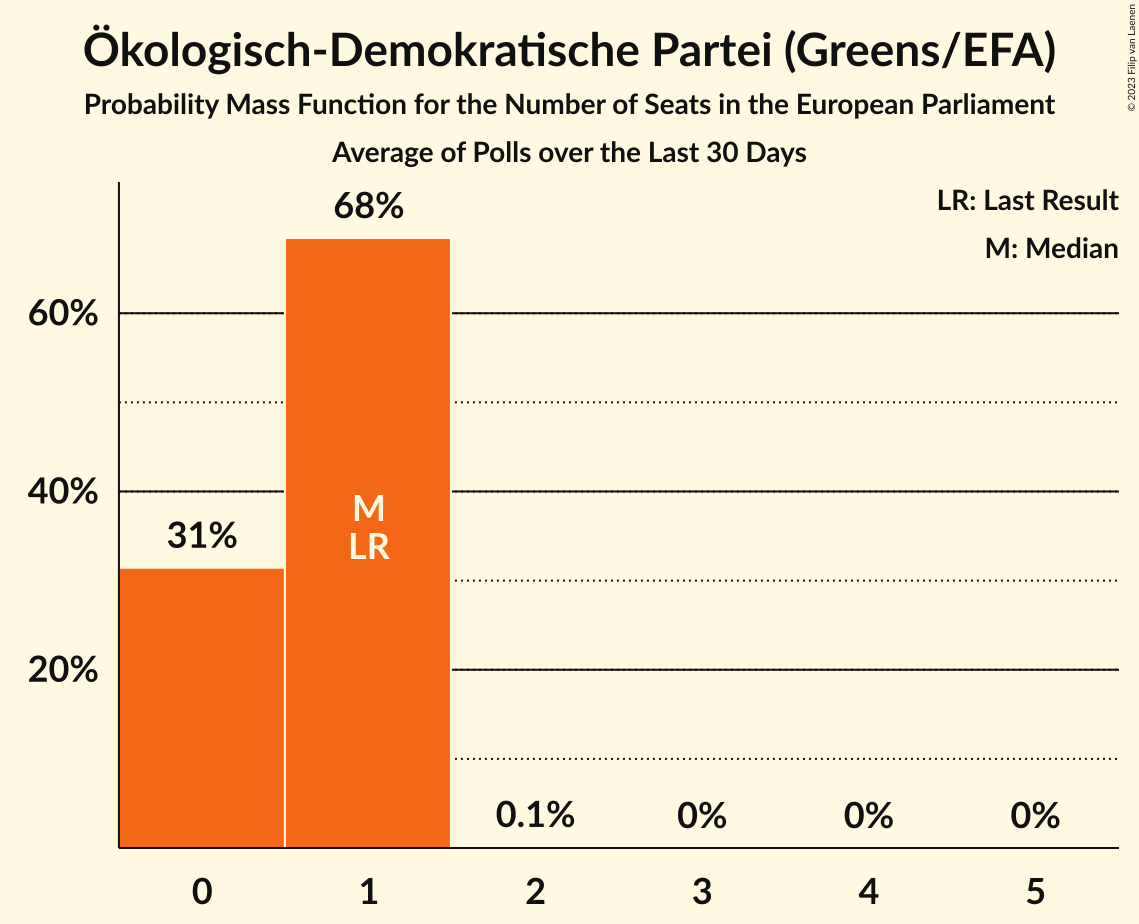 Ökologisch-Demokratische Partei (Greens/EFA)
Probability Mass Function for the Number of Seats in the European Parliament
Average of Polls over the Last 30 Days
© 2023 Filip van Laenen
LR: Last Result
M: Median
68%
60%
40%
31%
M
LR
20%
0.1%
0%
0%
0%
0
1
2
3
4
5